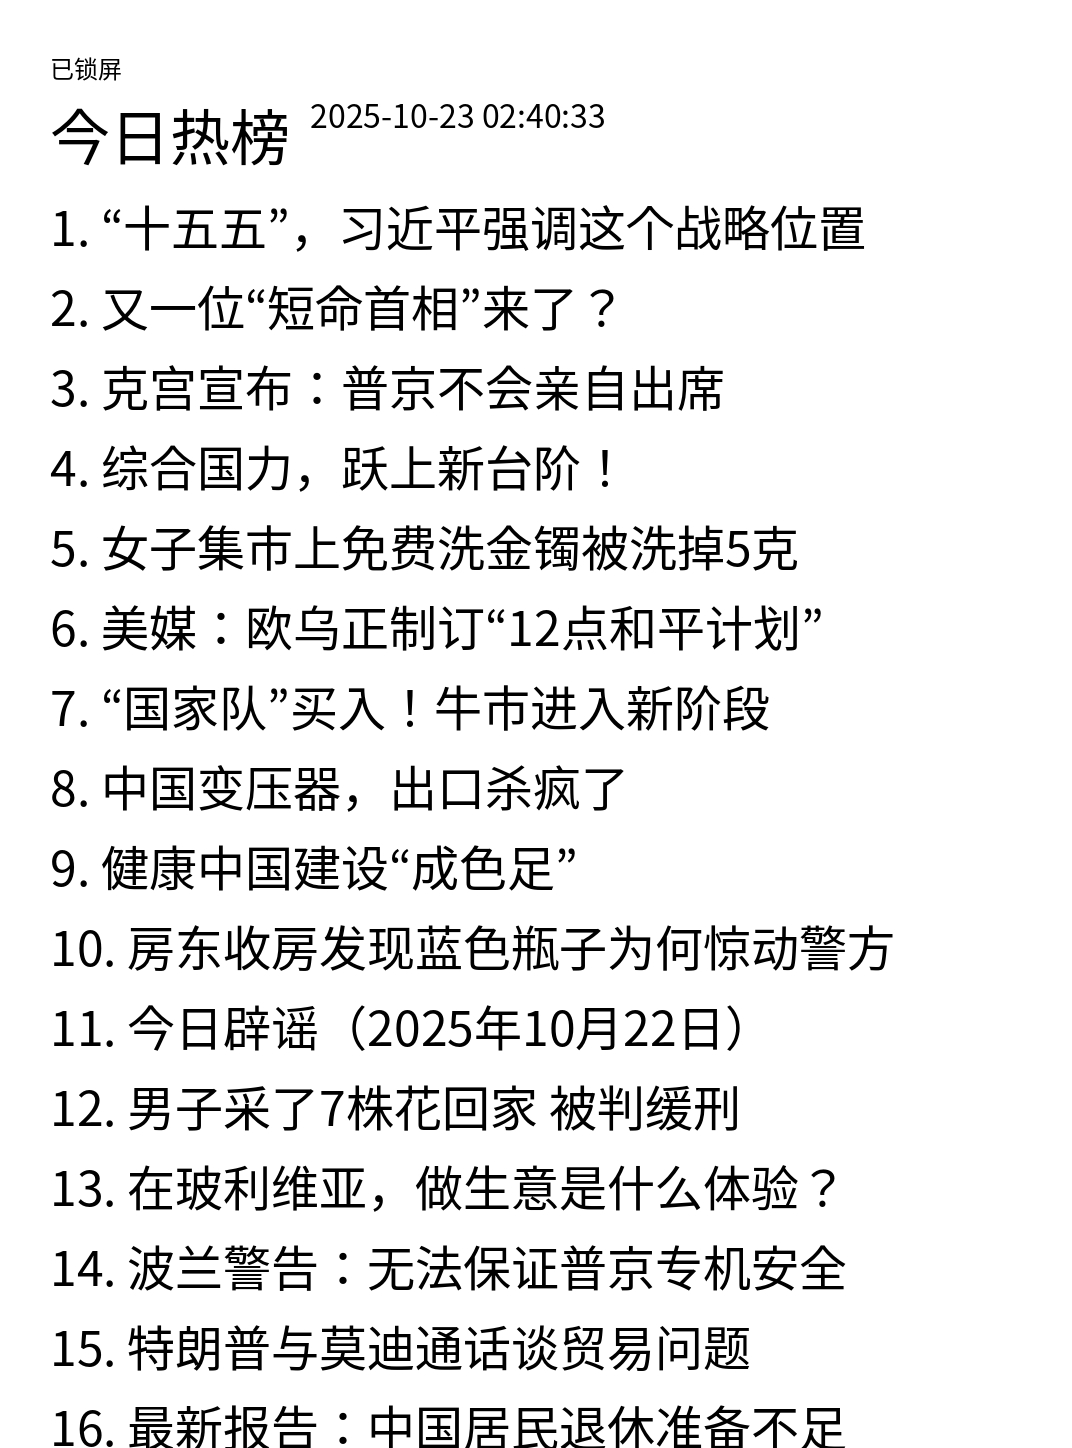 已锁屏
今日热榜 2025-10-23 02:40:33
1. “十五五”，习近平强调这个战略位置
2. 又一位“短命首相”来了？
3. 克宫宣布：普京不会亲自出席
4. 综合国力，跃上新台阶！
5. 女子集市上免费洗金镯被洗掉5克
6. 美媒：欧乌正制订“12点和平计划”
7. “国家队”买入！牛市进入新阶段
8. 中国变压器，出口杀疯了
9. 健康中国建设“成色足”
10. 房东收房发现蓝色瓶子为何惊动警方
11. 今日辟谣（2025年10月22日）
12. 男子采了7株花回家 被判缓刑
13. 在玻利维亚，做生意是什么体验？
14. 波兰警告：无法保证普京专机安全
15. 特朗普与莫迪通话谈贸易问题
16. 最新报告：中国居民退休准备不足